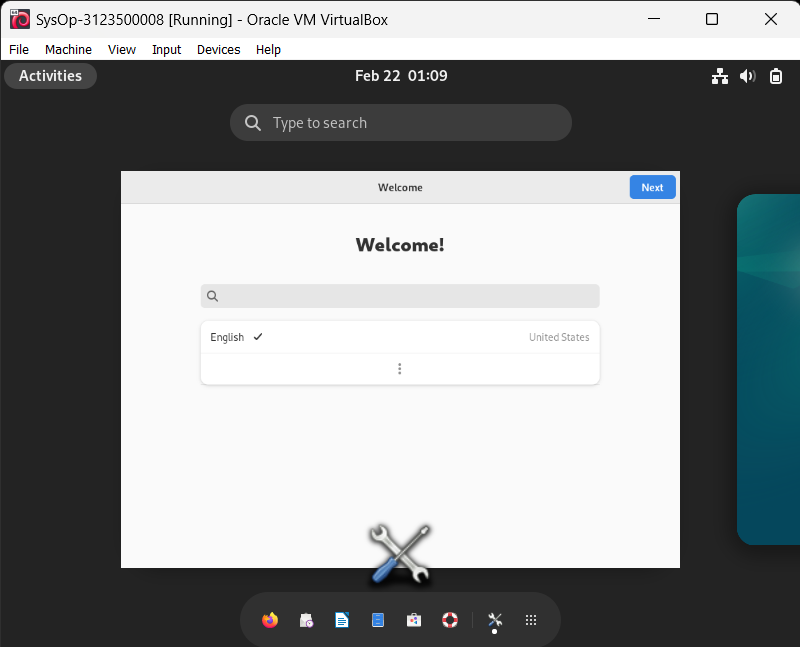 SysOp-3123500008 [Running] - Oracle VM VirtualBox
File Machine View Input Devices Help
Activities Feb 22 01:09
Type to search
Welcome Next
Welcome!
English United States